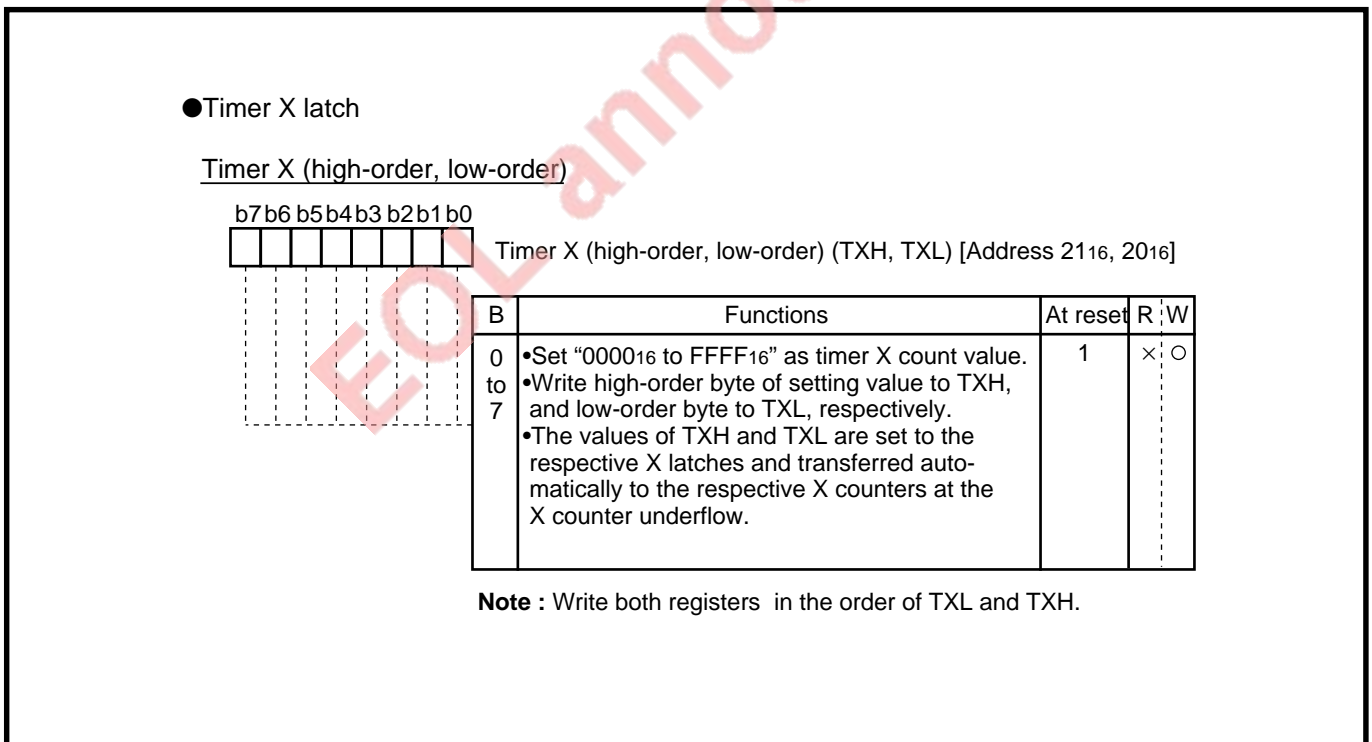 ●Timer X latch
Timer X (high-order, low-order)
b7 b6 b5 b4 b3 b2 b1 b0
Timer X (high-order, low-order) (TXH, TXL) [Address 2116, 2016]
B Functions At reset R W
0 •Set “000016 to FFFF16” as timer X count value. 1 × ○
to •Write high-order byte of setting value to TXH,
7 and low-order byte to TXL, respectively.
•The values of TXH and TXL are set to the
respective X latches and transferred auto-
matically to the respective X counters at the
X counter underflow.
Note : Write both registers in the order of TXL and TXH.
EOL anno